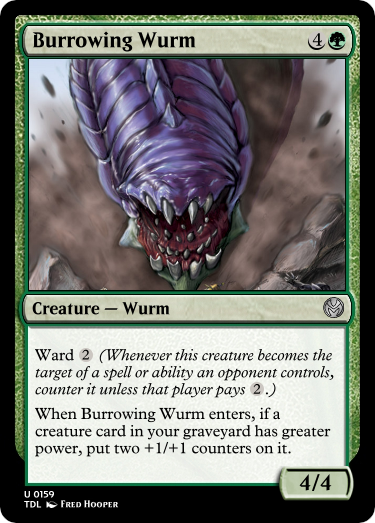 Burrowing Wurm 4
Creature — Wurm
Ward 2 (Whenever this creature becomes the
target of a spell or ability an opponent controls,
counter it unless that player pays 2.)
When Burrowing Wurm enters, if a
creature card in your graveyard has greater
power, put two +1/+1 counters on it.
4/4
U 0159
TDL Fred Hooper